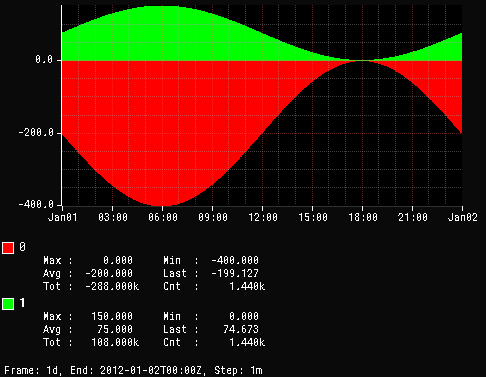 0.0
-200.0
-400.0
Jan01 03:00 06:00 09:00 12:00 15:00 18:00 21:00 Jan02
0
Max : 0.000 Min : -400.000
Avg : -200.000 Last : -199.127
Tot : -288.000k Cnt : 1.440k
1
Max : 150.000 Min : 0.000
Avg : 75.000 Last : 74.673
Tot : 108.000k Cnt : 1.440k
Frame: 1d, End: 2012-01-02T00:00Z, Step: 1m